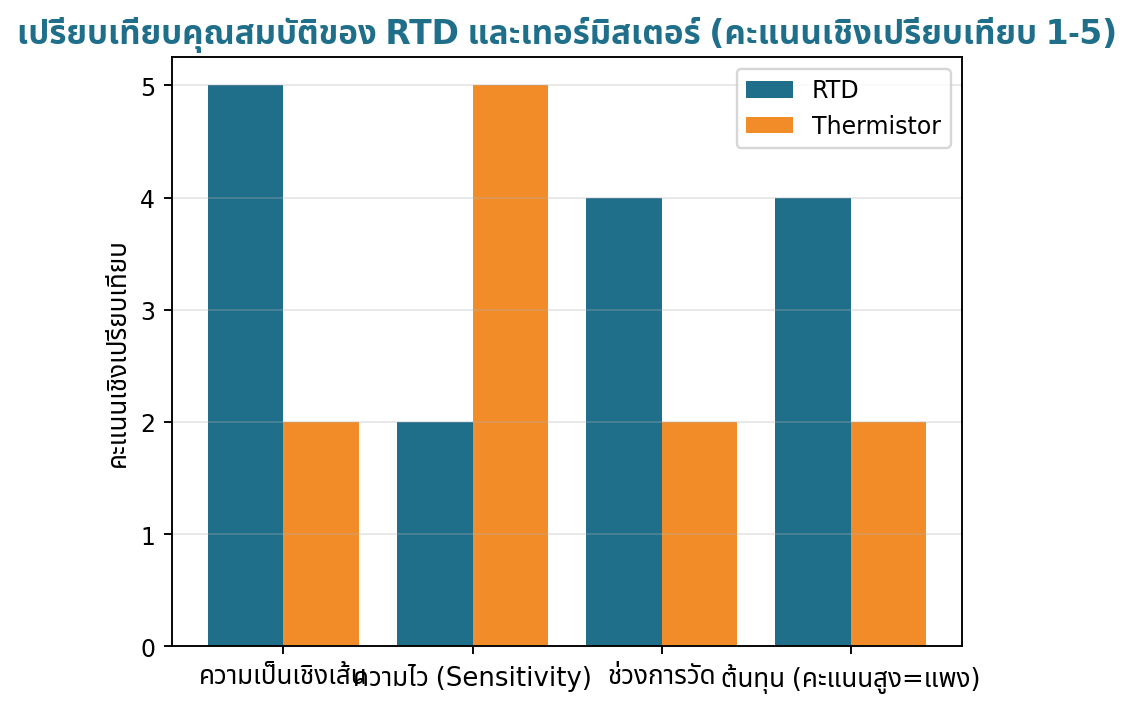 เปรียบเทียบคุณสมบัติของ RTD และเทอร์มิสเตอร์ (คะแนนเชิงเปรียบเทียบ 1-5)
RTD
Thermistor
คะแนนเชิงเปรียบเทียบ
5
4
3
2
1
0
ความเป็นเชิงเส้น ความไว (Sensitivity) ช่วงการวัด ต้นทุน (คะแนนสูง=แพง)